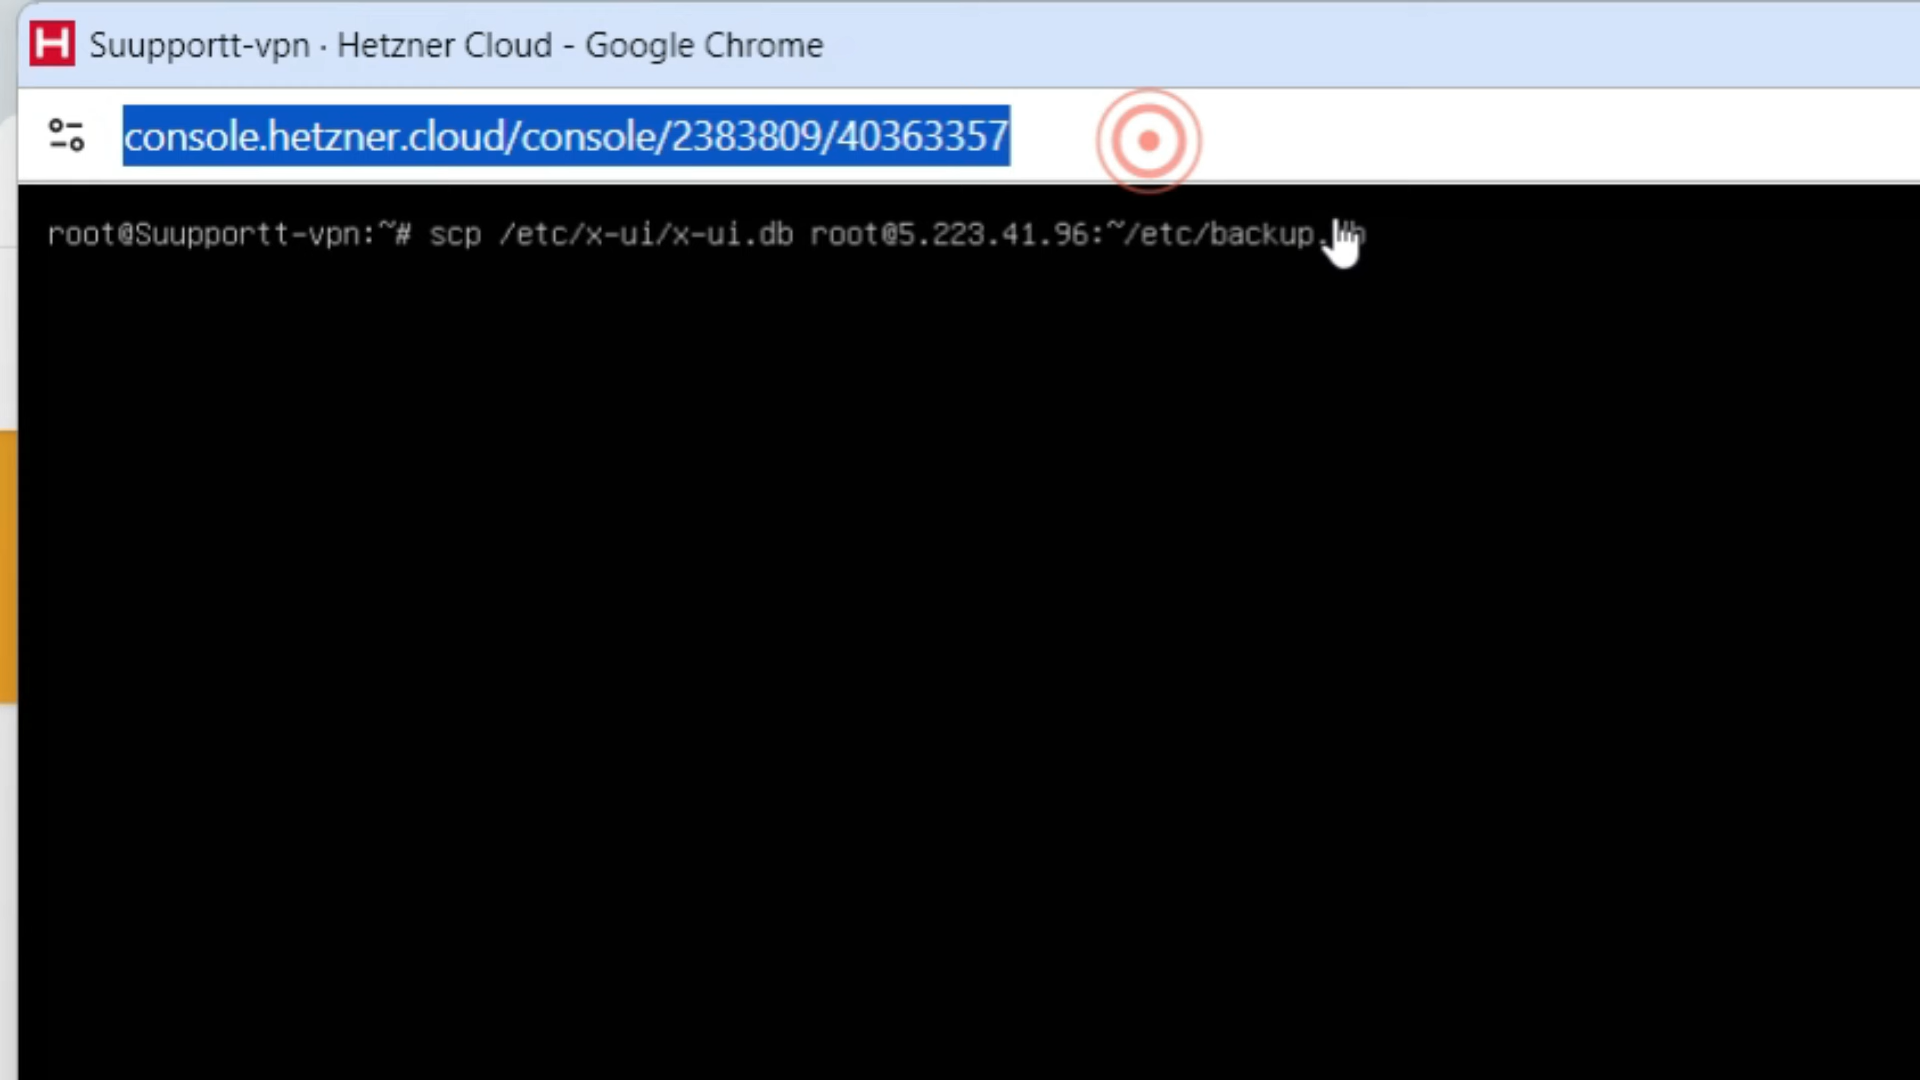 H Suupportt-vpn · Hetzner Cloud - Google Chrome
console.hetzner.cloud/console/2383809/40363357
root@Suupportt-vpn:~# scp /etc/x-ui/x-ui.db root@5.223.41.96:~/etc/backup.